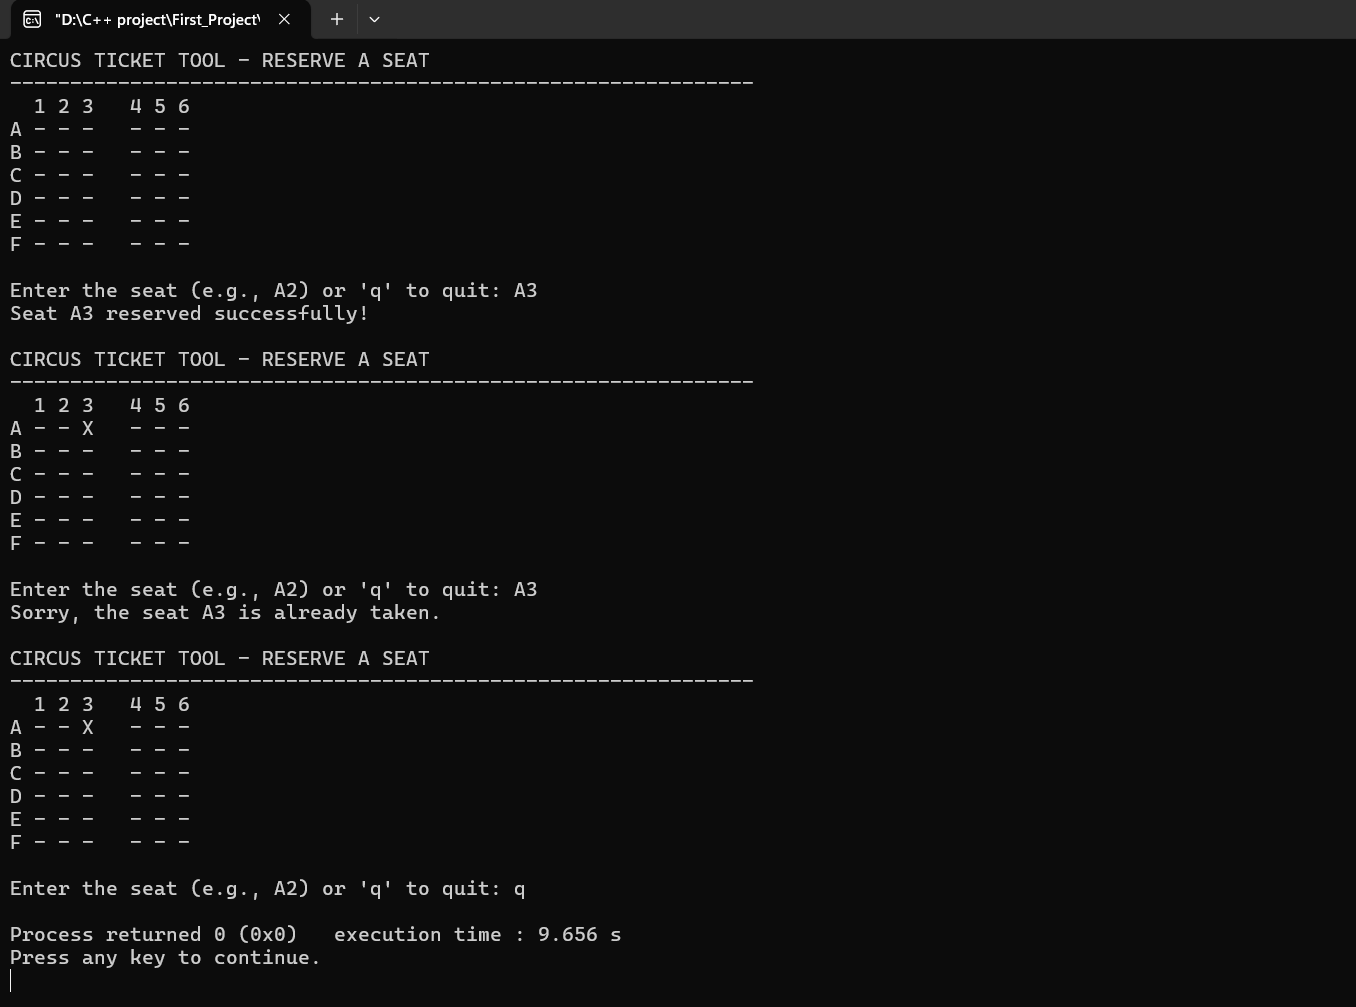 "D:\C++ project\First_Project\
CIRCUS TICKET TOOL - RESERVE A SEAT
--------------------------------------------------------------
  1 2 3   4 5 6
A - - -   - - -
B - - -   - - -
C - - -   - - -
D - - -   - - -
E - - -   - - -
F - - -   - - -
Enter the seat (e.g., A2) or 'q' to quit: A3
Seat A3 reserved successfully!
CIRCUS TICKET TOOL - RESERVE A SEAT
--------------------------------------------------------------
  1 2 3   4 5 6
A - - X   - - -
B - - -   - - -
C - - -   - - -
D - - -   - - -
E - - -   - - -
F - - -   - - -
Enter the seat (e.g., A2) or 'q' to quit: A3
Sorry, the seat A3 is already taken.
CIRCUS TICKET TOOL - RESERVE A SEAT
--------------------------------------------------------------
  1 2 3   4 5 6
A - - X   - - -
B - - -   - - -
C - - -   - - -
D - - -   - - -
E - - -   - - -
F - - -   - - -
Enter the seat (e.g., A2) or 'q' to quit: q
Process returned 0 (0x0)   execution time : 9.656 s
Press any key to continue.